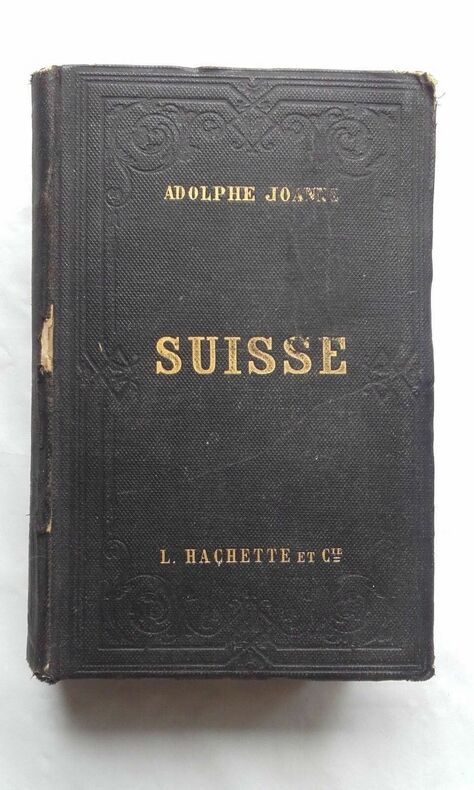 ADOLPHE JOANNE
SUISSE
L. HACHETTE ET CIE